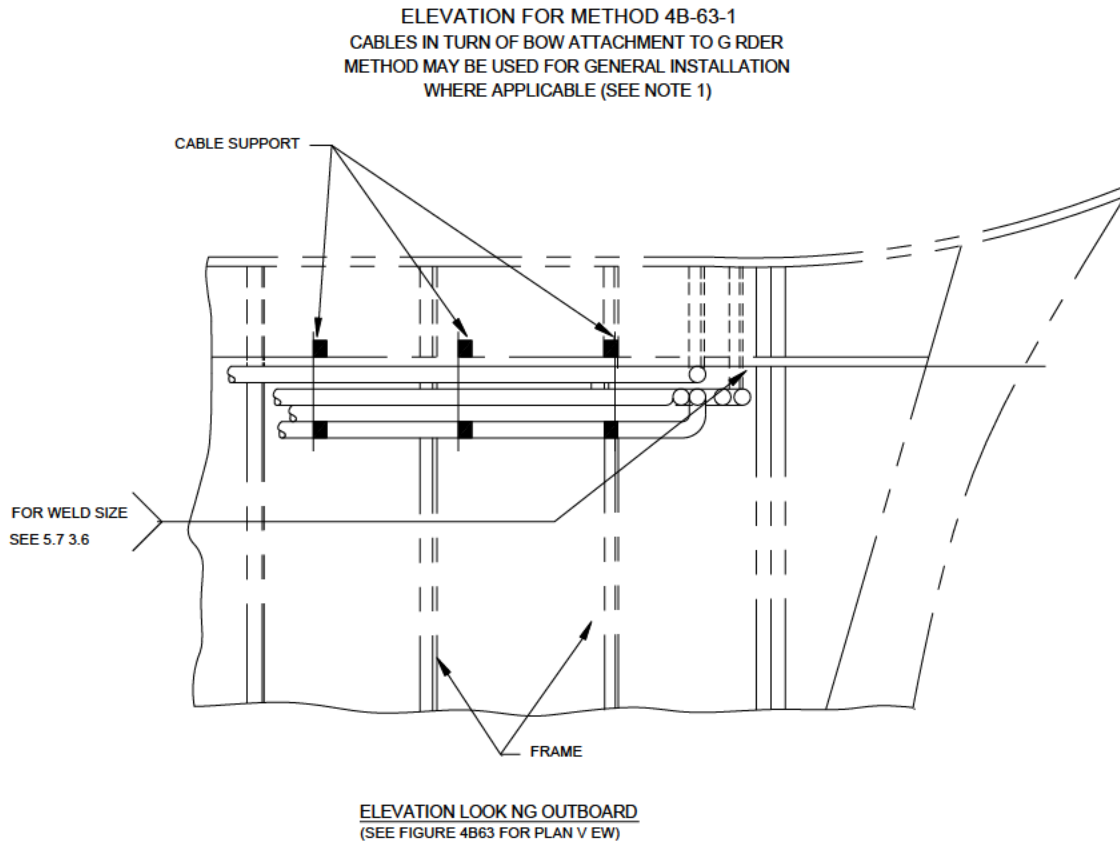 ELEVATION FOR METHOD 4B-63-1
CABLES IN TURN OF BOW ATTACHMENT TO G RDER
METHOD MAY BE USED FOR GENERAL INSTALLATION
WHERE APPLICABLE (SEE NOTE 1)
CABLE SUPPORT
FOR WELD SIZE
SEE 5.7 3.6
FRAME
ELEVATION LOOK NG OUTBOARD
(SEE FIGURE 4B63 FOR PLAN V EW)